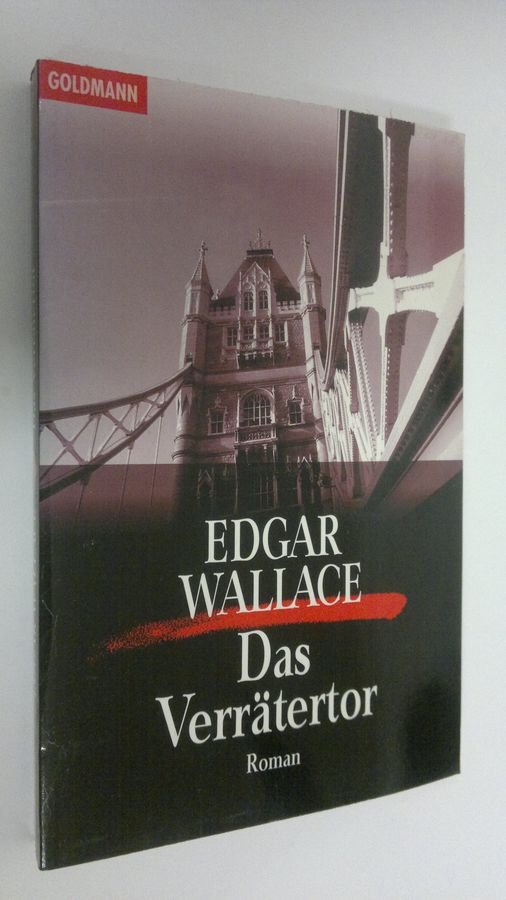 GOLDMANN
EDGAR
WALLACE
Das
Verrätertor
Roman